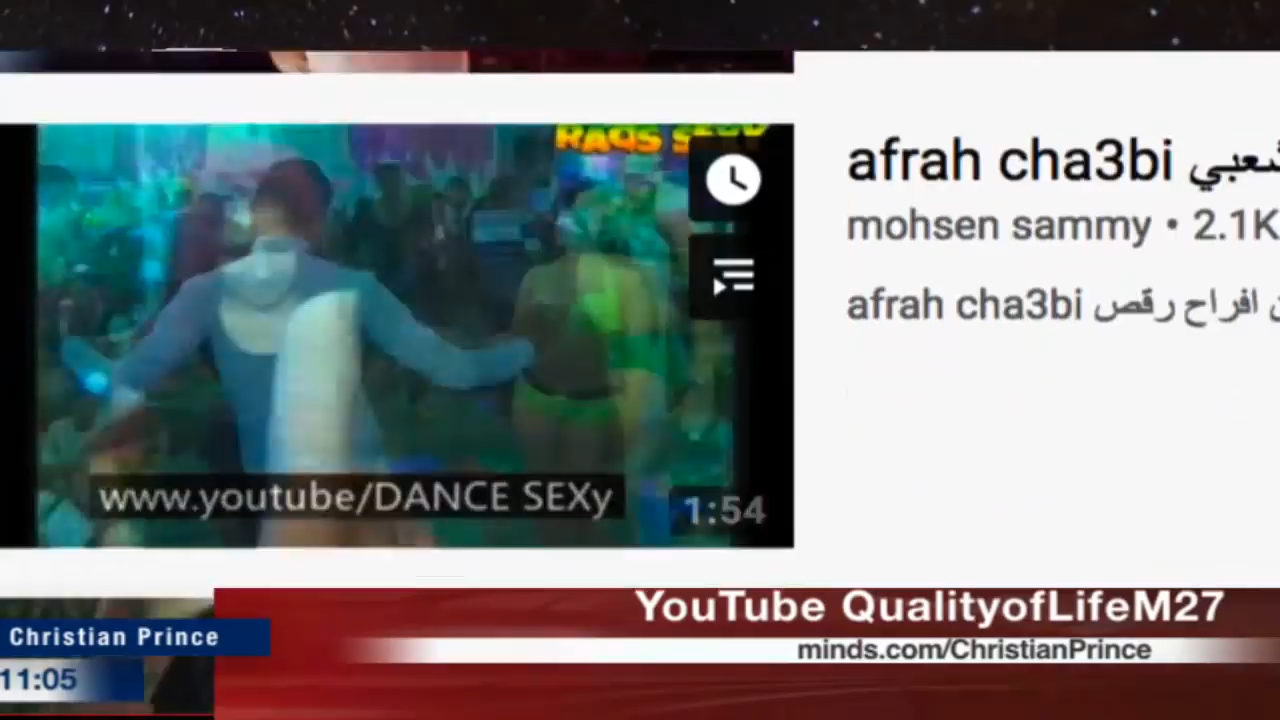 RAQS
afrah cha3bi شعبي
mohsen sammy • 2.1K
afrah cha3bi افراح رقص
www.youtube/DANCE SEXy
1:54
YouTube QualityofLifeM27
minds.com/ChristianPrince
Christian Prince
11:05